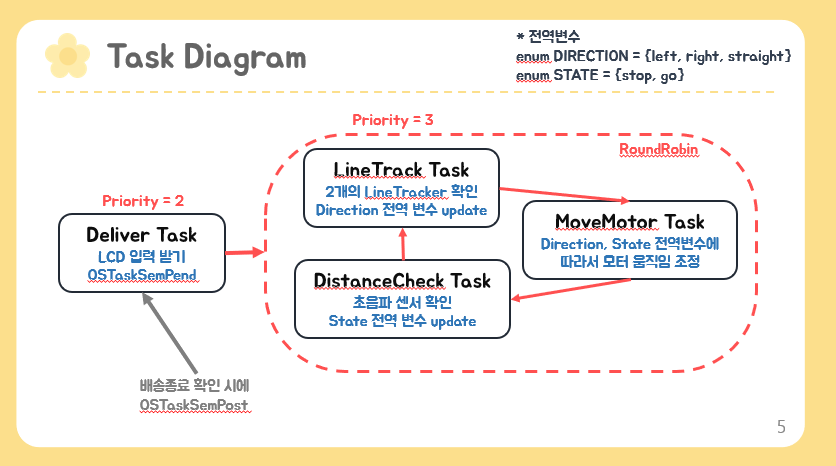 Task Diagram
* 전역변수
enum DIRECTION = {left, right, straight}
enum STATE = {stop, go}
Priority = 3
RoundRobin
LineTrack Task
2개의 LineTracker 확인
Direction 전역 변수 update
Priority = 2
Deliver Task
LCD 입력 받기
OSTaskSemPend
MoveMotor Task
Direction, State 전역변수에
따라서 모터 움직임 조정
DistanceCheck Task
초음파 센서 확인
State 전역 변수 update
배송종료 확인 시에
OSTaskSemPost
5